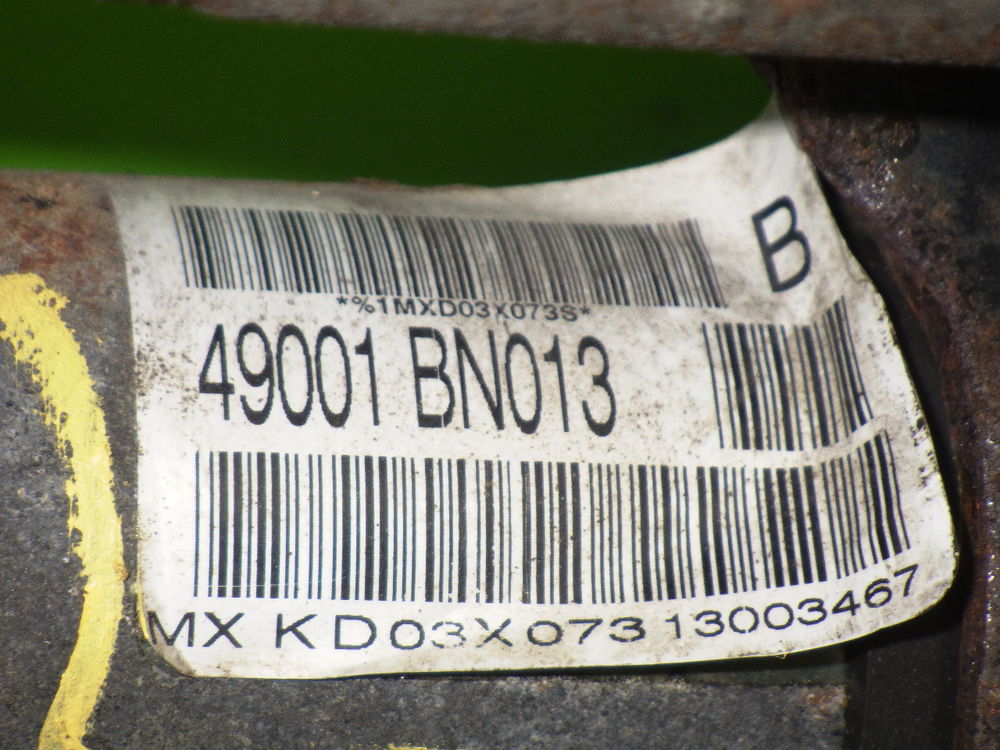 B
*%1MXD03X073S*
49001 BN013
MX KD03X073 13003467